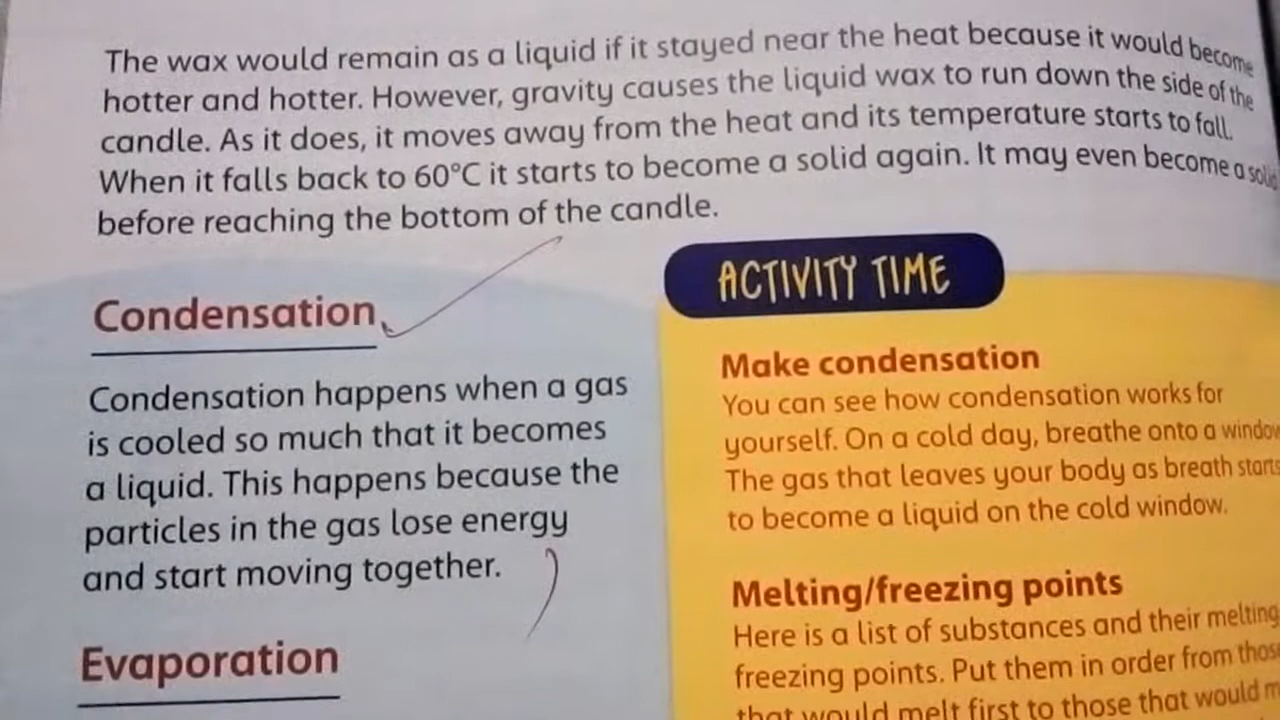 The wax would remain as a liquid if it stayed near the heat because it would become
hotter and hotter. However, gravity causes the liquid wax to run down the side of the
candle. As it does, it moves away from the heat and its temperature starts to fall.
When it falls back to 60°C it starts to become a solid again. It may even become a solid
before reaching the bottom of the candle.
Condensation
Condensation happens when a gas
is cooled so much that it becomes
a liquid. This happens because the
particles in the gas lose energy
and start moving together.
Evaporation
ACTIVITY TIME
Make condensation
You can see how condensation works for
yourself. On a cold day, breathe onto a window
The gas that leaves your body as breath starts
to become a liquid on the cold window.
Melting/freezing points
Here is a list of substances and their melting
freezing points. Put them in order from those
that would melt first to those that would